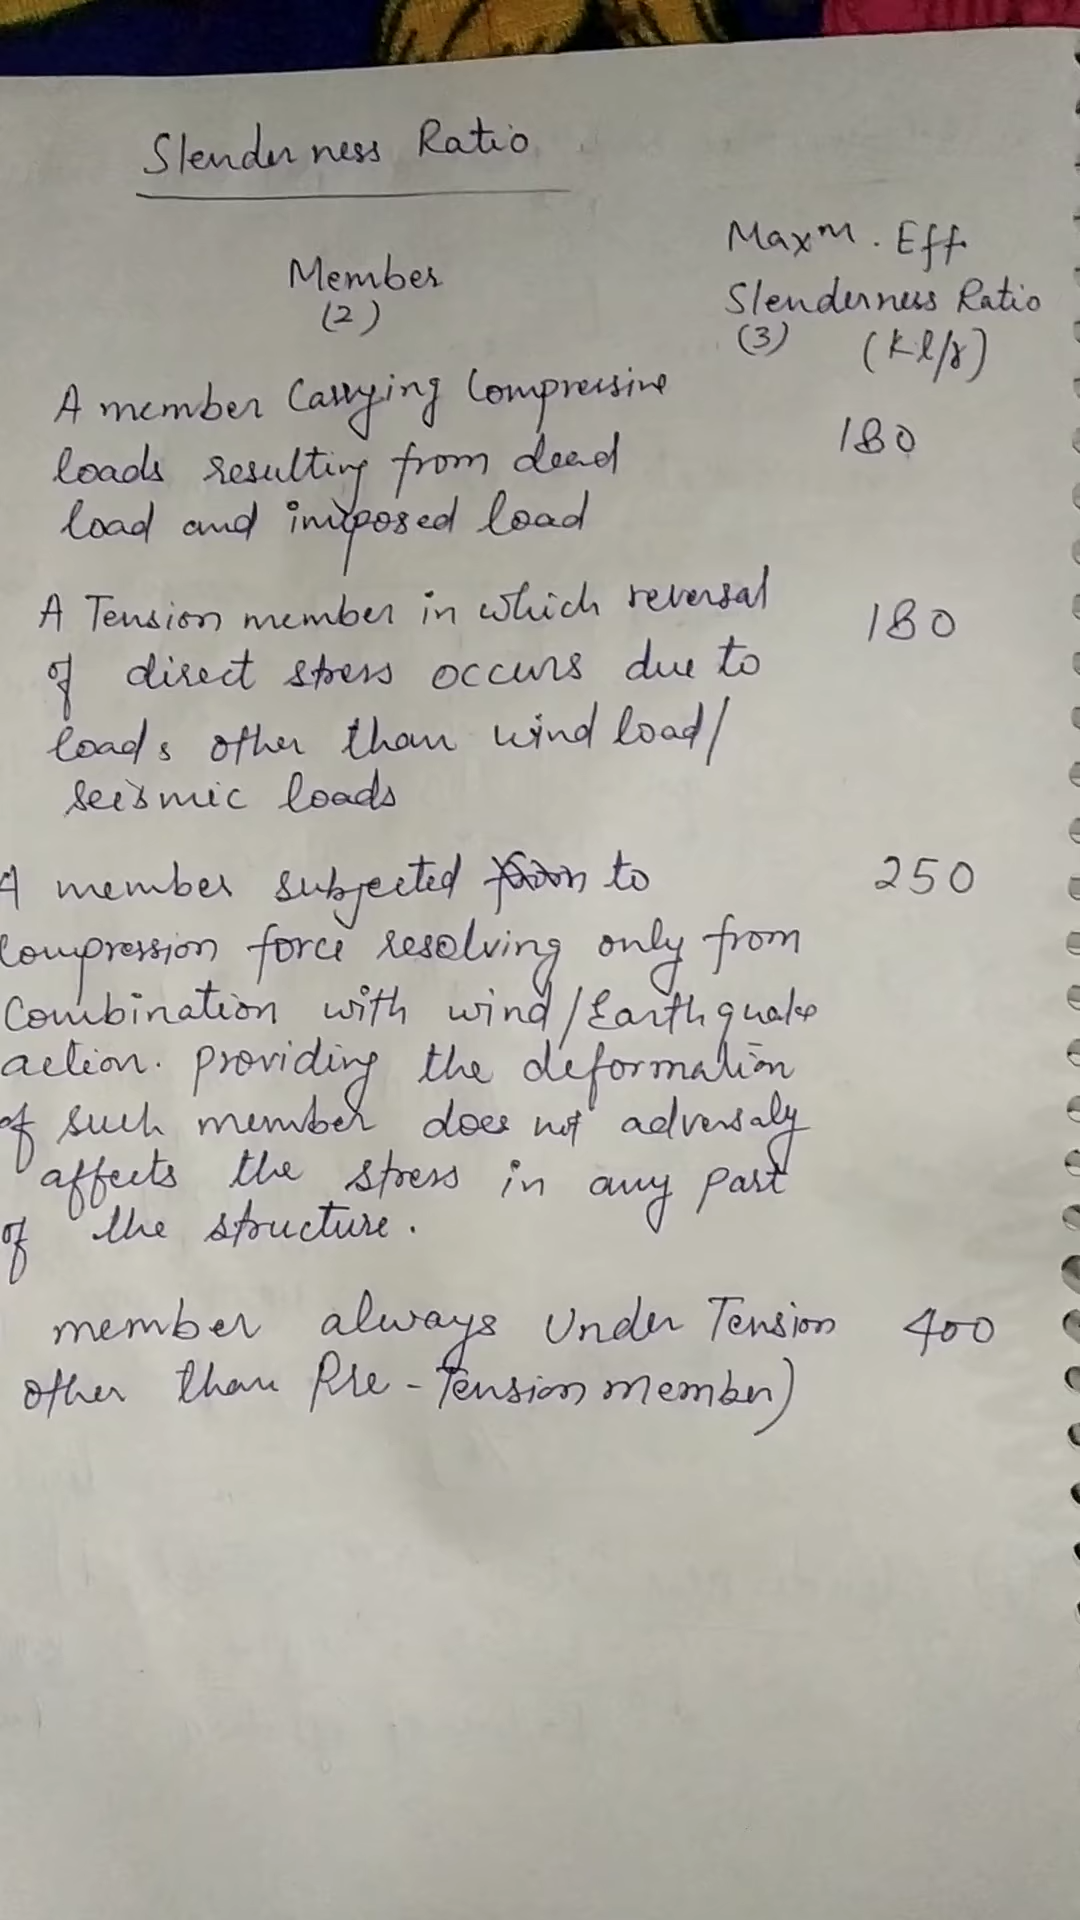 Slenderness Ratio
Maxm. Eff.
Member
Slenderness Ratio
(2)
(3) (Kl/r)
A member Carrying Compressive
180
loads resulting from dead
load and imposed load
A Tension member in which reversal
180
of direct stress occurs due to
loads other than wind load/
seismic loads
A member subjected to
250
Compression force resolving only from
Combination with wind/Earthquake
action. providing the deformation
of such member does not adversaly
affects the stress in any part
of the structure.
member always Under Tension 400
other than Pre-Tension member)